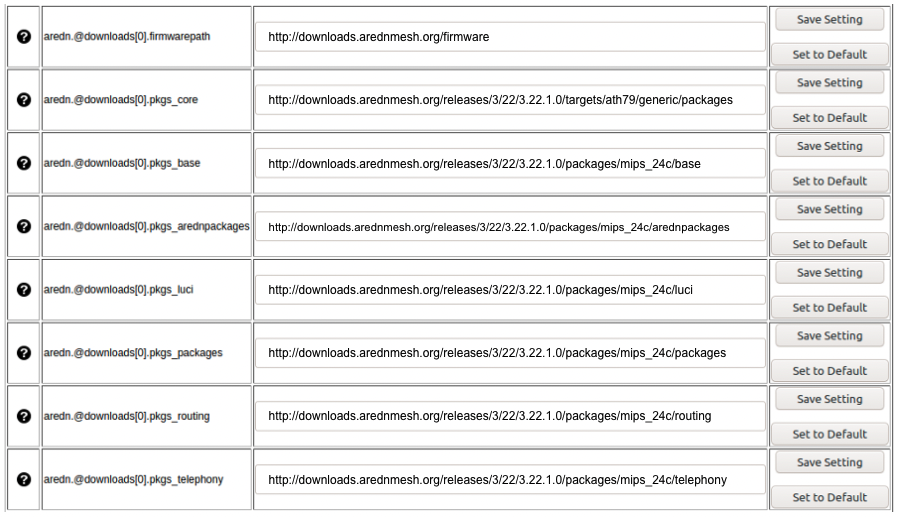 ? aredn.@downloads[0].firmwarepath http://downloads.arednmesh.org/firmware Save Setting
Set to Default
? aredn.@downloads[0].pkgs_core http://downloads.arednmesh.org/releases/3/22/3.22.1.0/targets/ath79/generic/packages Save Setting
Set to Default
? aredn.@downloads[0].pkgs_base http://downloads.arednmesh.org/releases/3/22/3.22.1.0/packages/mips_24c/base Save Setting
Set to Default
? aredn.@downloads[0].pkgs_arednpackages http://downloads.arednmesh.org/releases/3/22/3.22.1.0/packages/mips_24c/arednpackages Save Setting
Set to Default
? aredn.@downloads[0].pkgs_luci http://downloads.arednmesh.org/releases/3/22/3.22.1.0/packages/mips_24c/luci Save Setting
Set to Default
? aredn.@downloads[0].pkgs_packages http://downloads.arednmesh.org/releases/3/22/3.22.1.0/packages/mips_24c/packages Save Setting
Set to Default
? aredn.@downloads[0].pkgs_routing http://downloads.arednmesh.org/releases/3/22/3.22.1.0/packages/mips_24c/routing Save Setting
Set to Default
? aredn.@downloads[0].pkgs_telephony http://downloads.arednmesh.org/releases/3/22/3.22.1.0/packages/mips_24c/telephony Save Setting
Set to Default